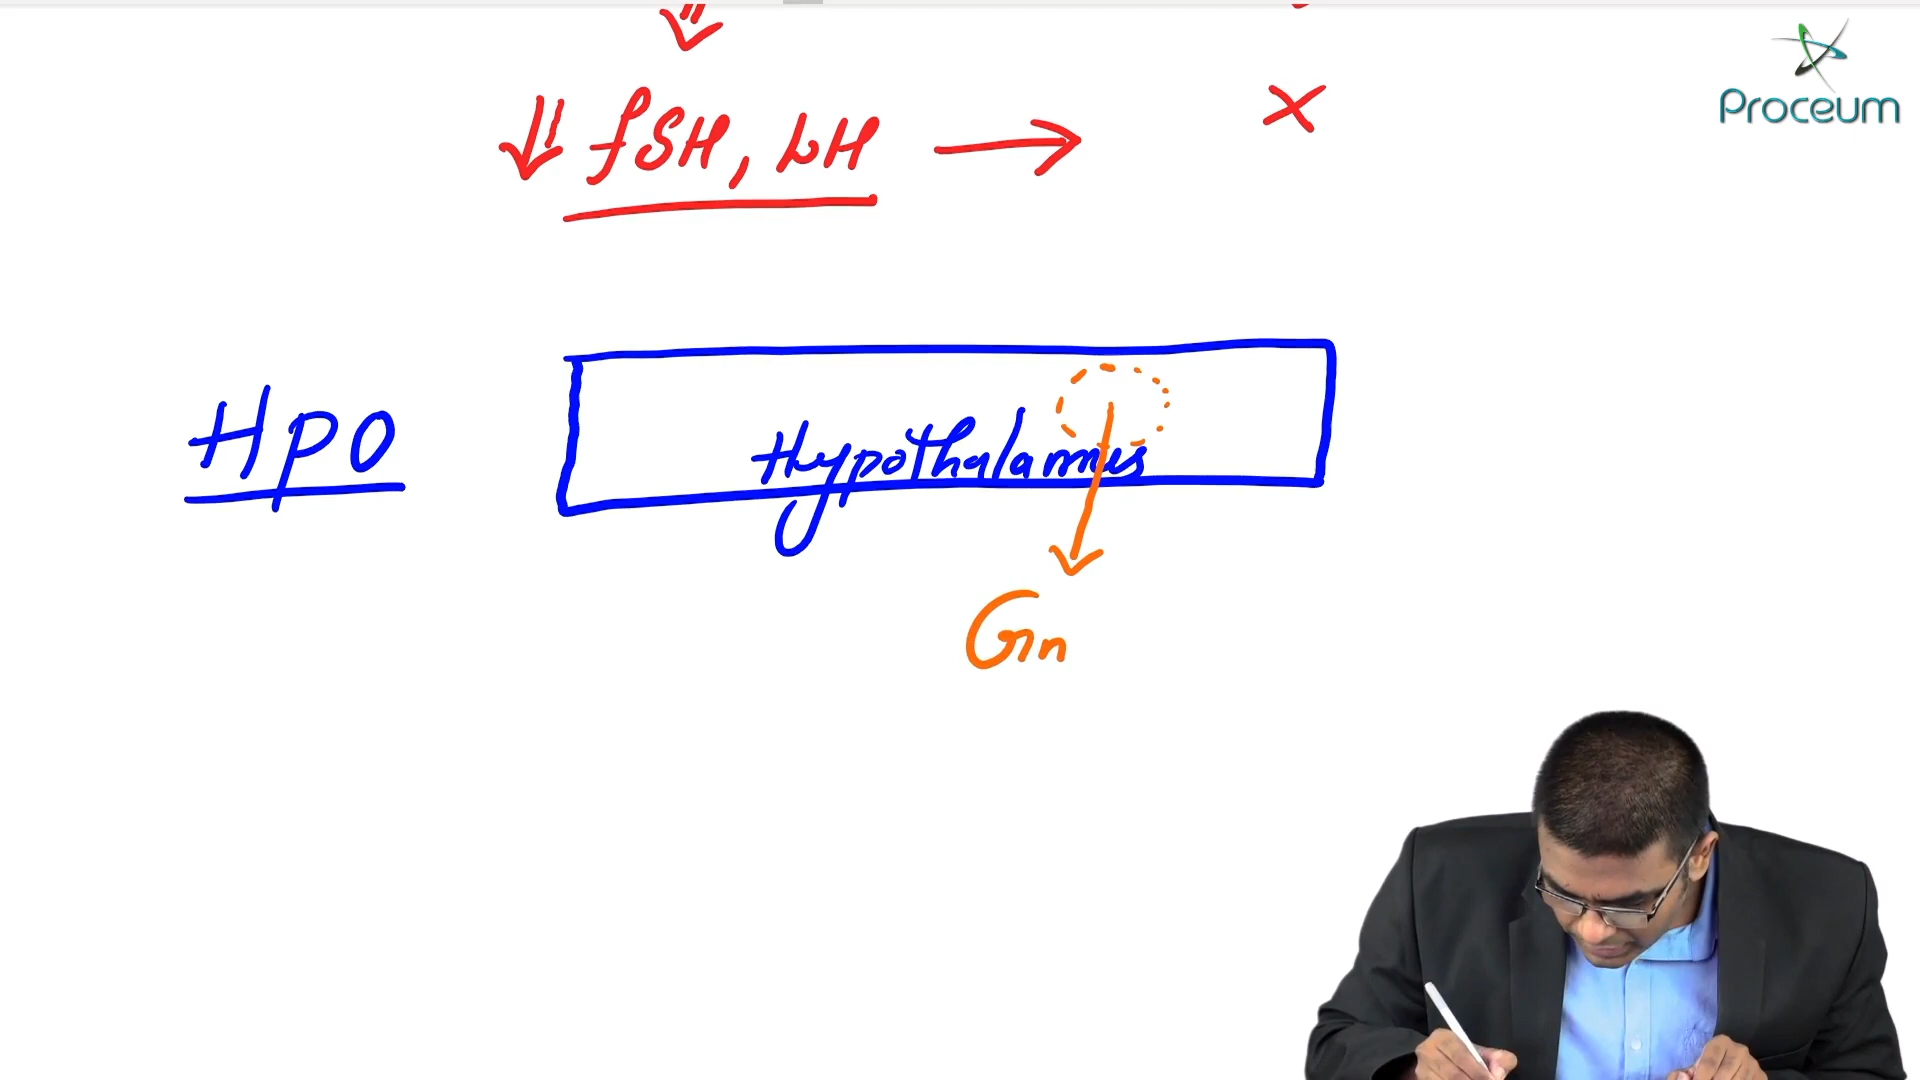 Proceum
⇓ fSH, LH → x
HPO
Hypothalamus
Gn